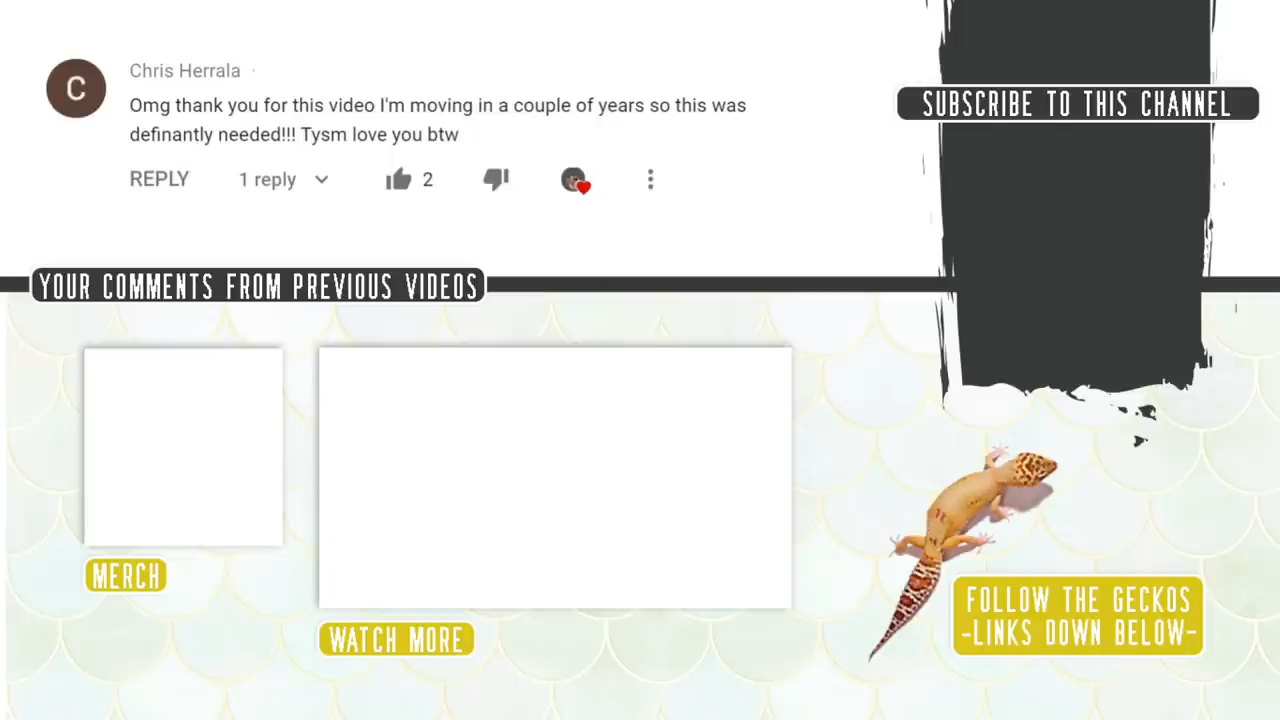 Chris Herrala ·
Omg thank you for this video I'm moving in a couple of years so this was
definantly needed!!! Tysm love you btw
REPLY 1 reply 2
SUBSCRIBE TO THIS CHANNEL
YOUR COMMENTS FROM PREVIOUS VIDEOS
MERCH
WATCH MORE
FOLLOW THE GECKOS
-LINKS DOWN BELOW-